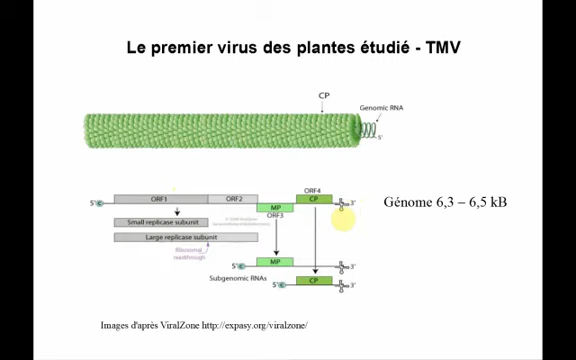 Le premier virus des plantes étudié - TMV
CP
Genomic RNA
5'
ORF4
5' C ORF1 ORF2 CP 3'
MP
ORF3
Génome 6,3 – 6,5 kB
Small replicase subunit
Large replicase subunit
Ribosomal
readthrough
5' C MP 3'
Subgenomic RNAs
5' C CP 3'
Images d'après ViralZone http://expasy.org/viralzone/